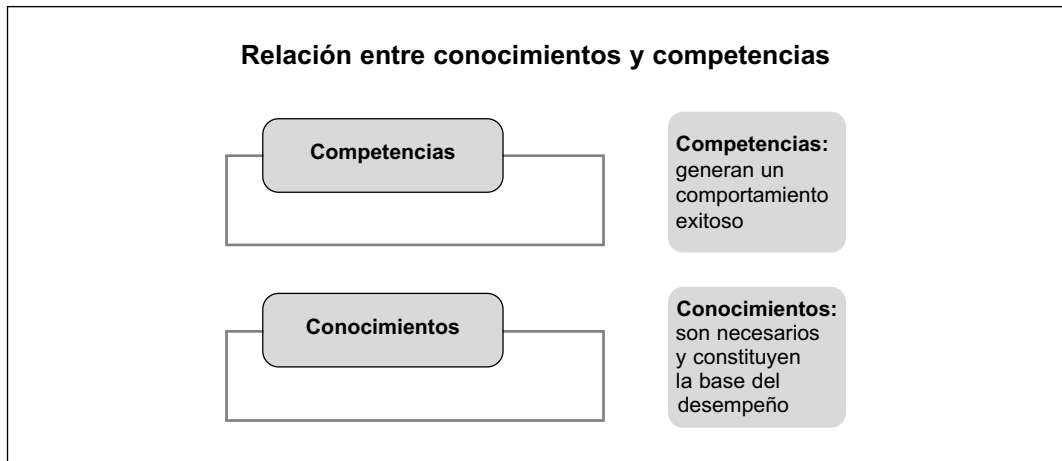 Relación entre conocimientos y competencias
Competencias
Competencias:
generan un
comportamiento
exitoso
Conocimientos
Conocimientos:
son necesarios
y constituyen
la base del
desempeño